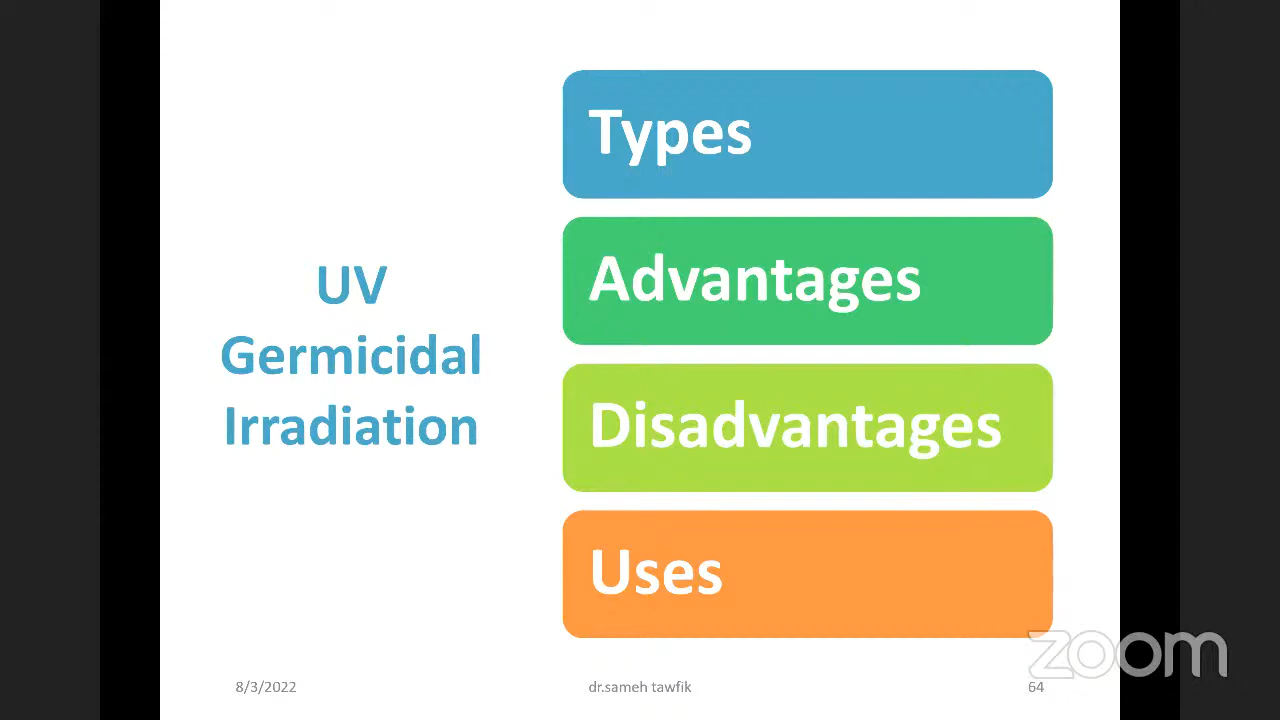 UV
Germicidal
Irradiation
Types
Advantages
Disadvantages
Uses
zoom
8/3/2022
dr.sameh tawfik
64